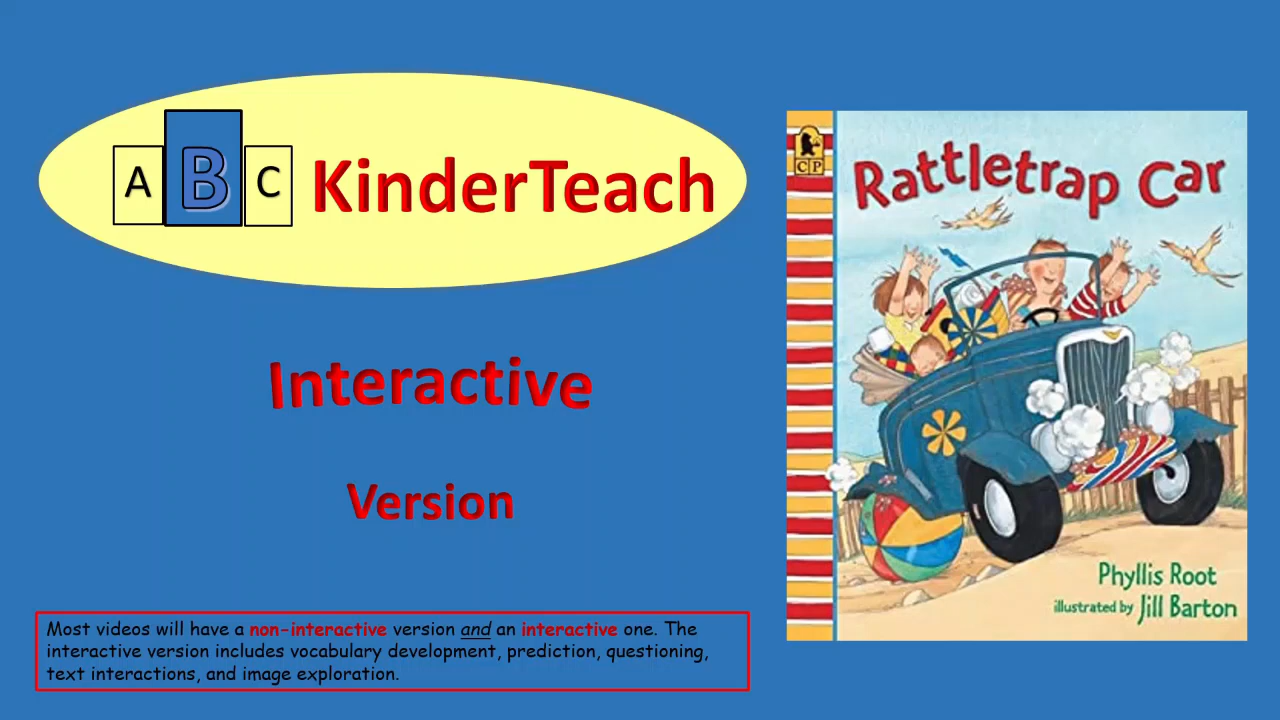 A B C KinderTeach
Interactive
Version
Most videos will have a non-interactive version and an interactive one. The
interactive version includes vocabulary development, prediction, questioning,
text interactions, and image exploration.
CP
Rattletrap Car
Phyllis Root
illustrated by Jill Barton